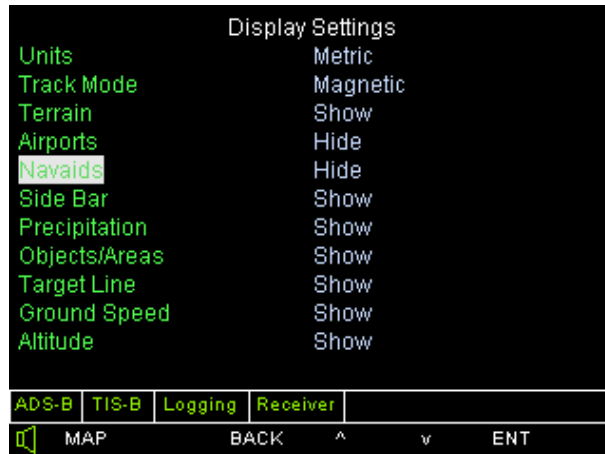 Display Settings
Units Metric
Track Mode Magnetic
Terrain Show
Airports Hide
Navaids Hide
Side Bar Show
Precipitation Show
Objects/Areas Show
Target Line Show
Ground Speed Show
Altitude Show
ADS-B TIS-B Logging Receiver
MAP BACK ^ v ENT